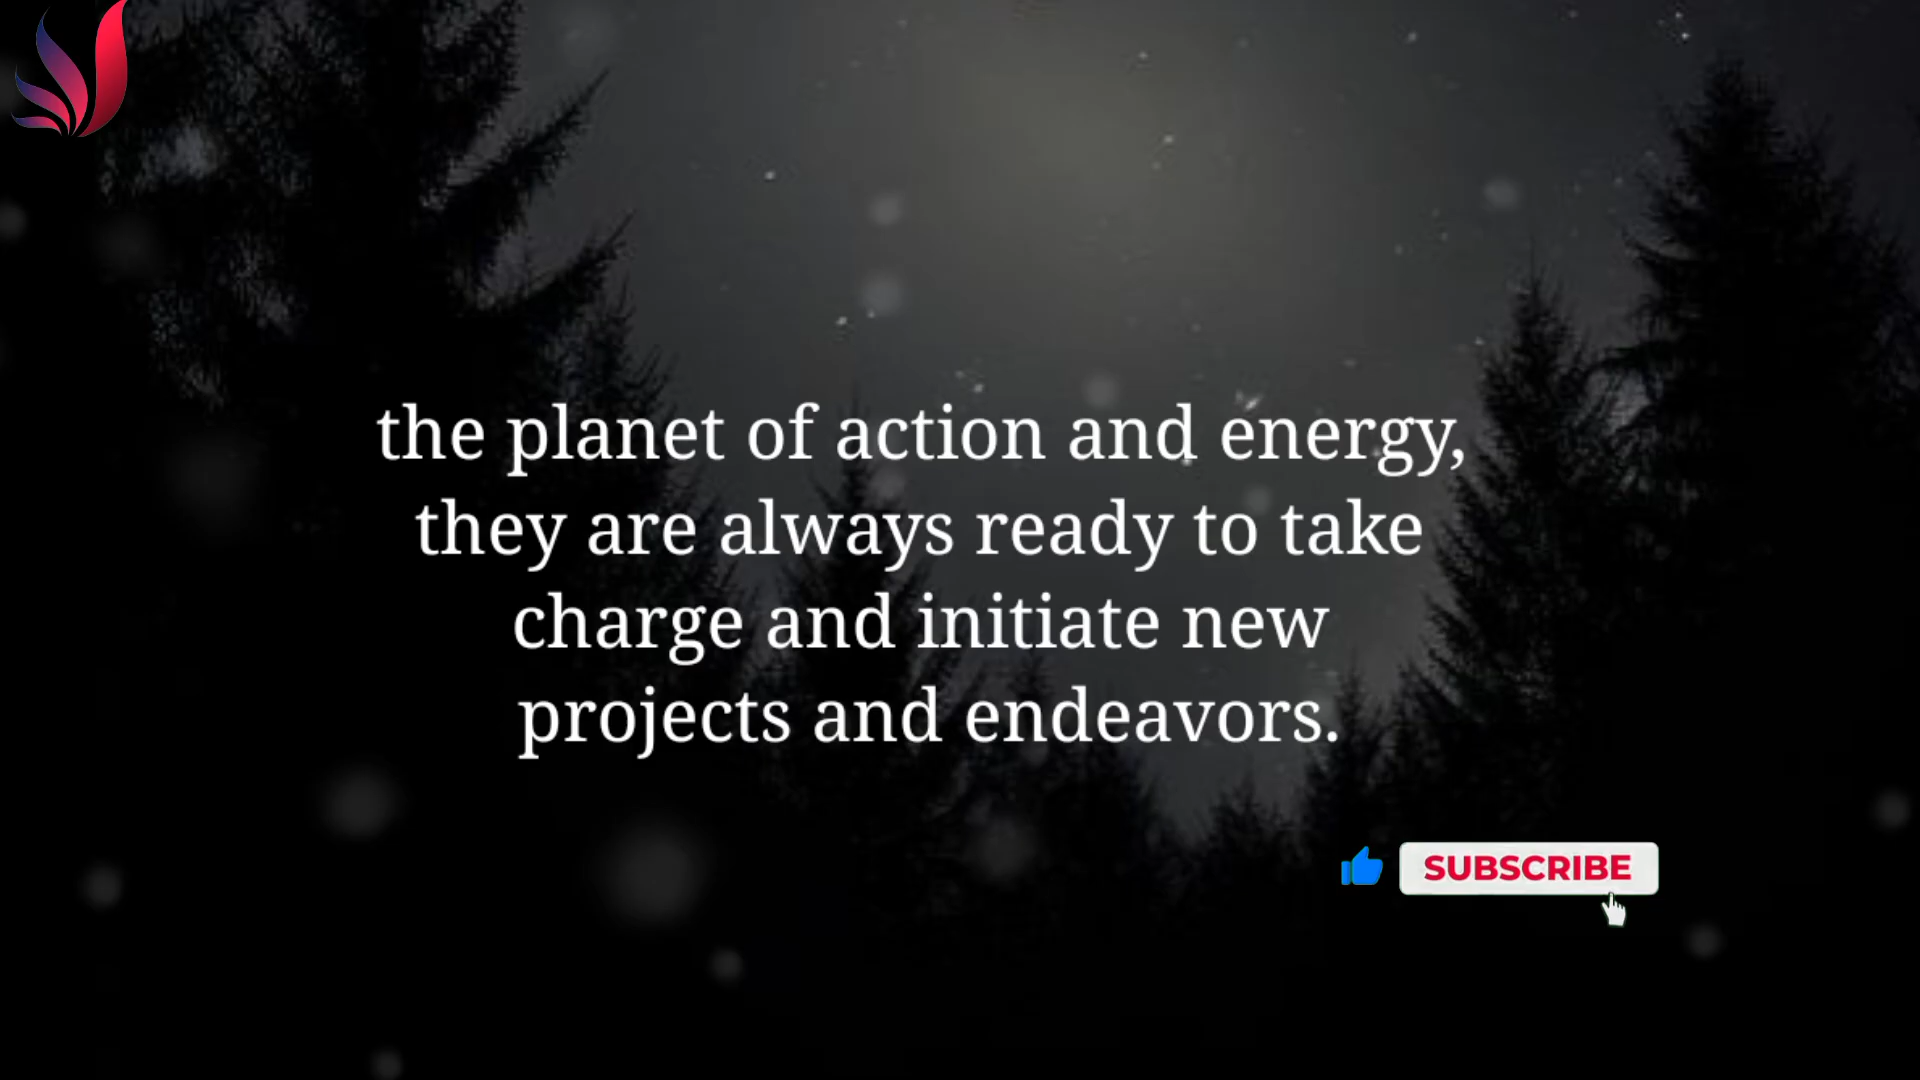 the planet of action and energy,
they are always ready to take
charge and initiate new
projects and endeavors.
SUBSCRIBE